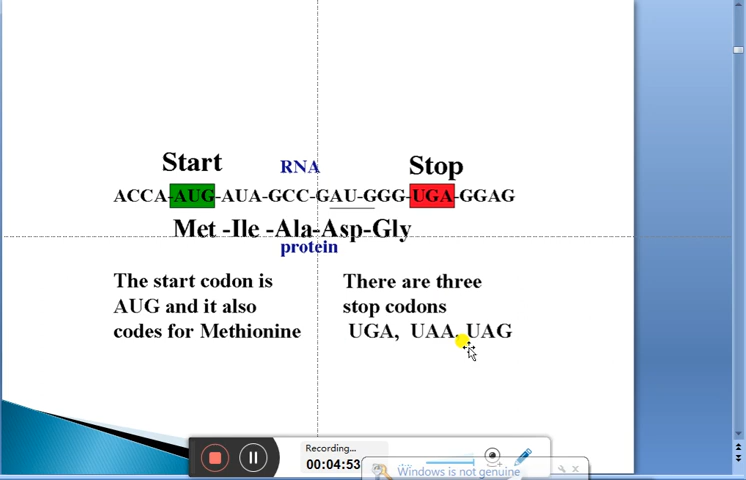 Start RNA Stop
ACCA-AUG-AUA-GCC-GAU-GGG-UGA-GGAG
Met -Ile -Ala-Asp-Gly
protein
The start codon is
AUG and it also
codes for Methionine
There are three
stop codons
UGA, UAA, UAG
Recording...
00:04:53
Windows is not genuine